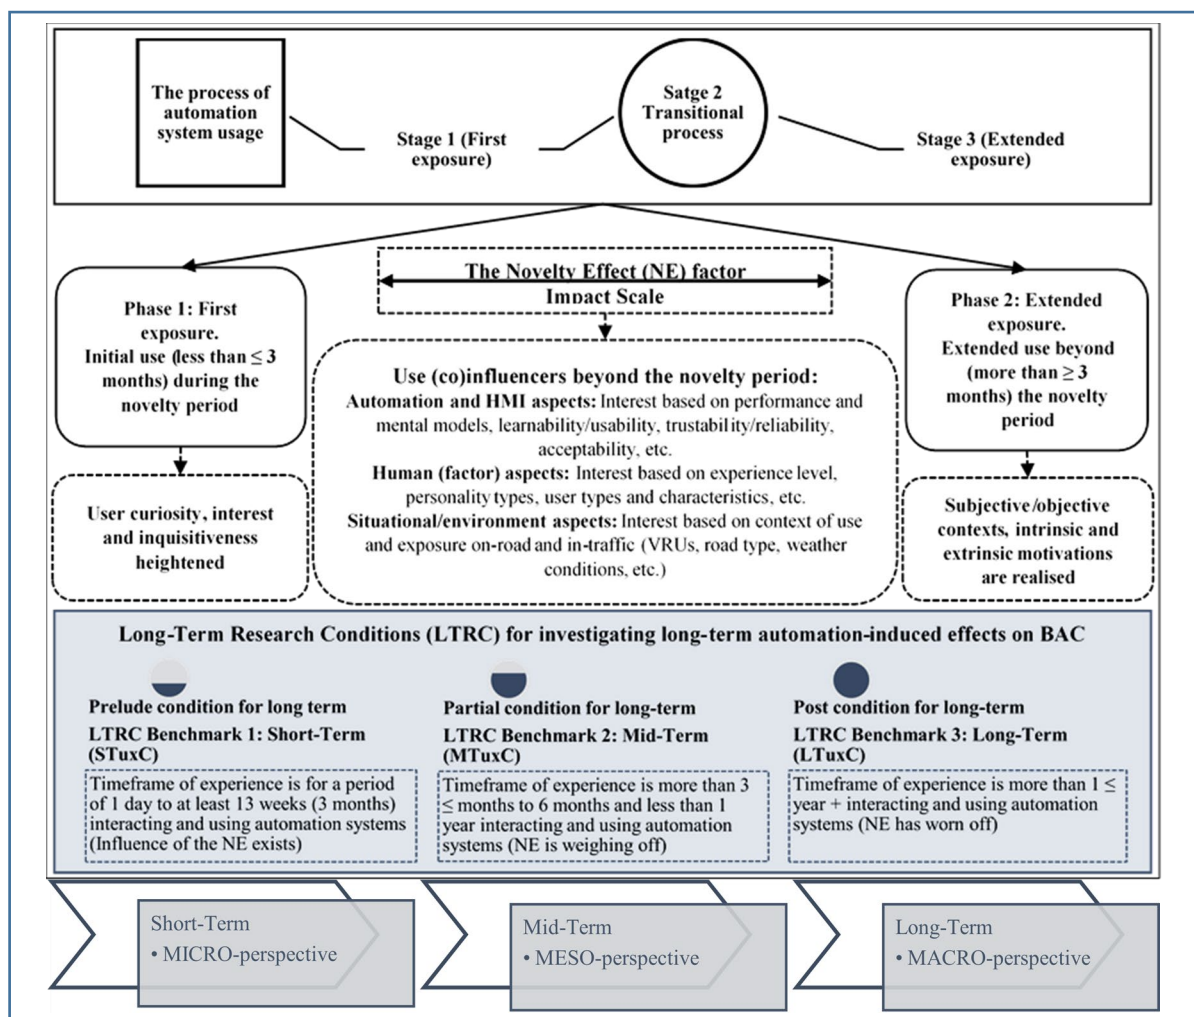 The process of
automation
system usage
Stage 1 (First
exposure)
Satge 2
Transitional
process
Stage 3 (Extended
exposure)
Phase 1: First
exposure.
Initial use (less than ≤ 3
months) during the
novelty period
The Novelty Effect (NE) factor
Impact Scale
Phase 2: Extended
exposure.
Extended use beyond
(more than ≥ 3
months) the novelty
period
Use (co)influencers beyond the novelty period:
Automation and HMI aspects: Interest based on performance and
mental models, learnability/usability, trustability/reliability,
acceptability, etc.
Human (factor) aspects: Interest based on experience level,
personality types, user types and characteristics, etc.
Situational/environment aspects: Interest based on context of use
and exposure on-road and in-traffic (VRUs, road type, weather
conditions, etc.)
User curiosity, interest
and inquisitiveness
heightened
Subjective/objective
contexts, intrinsic and
extrinsic motivations
are realised
Long-Term Research Conditions (LTRC) for investigating long-term automation-induced effects on BAC
Prelude condition for long term
LTRC Benchmark 1: Short-Term
(STuxC)
Timeframe of experience is for a period
of 1 day to at least 13 weeks (3 months)
interacting and using automation systems
(Influence of the NE exists)
Partial condition for long-term
LTRC Benchmark 2: Mid-Term
(MTuxC)
Timeframe of experience is more than 3
≤ months to 6 months and less than 1
year interacting and using automation
systems (NE is weighing off)
Post condition for long-term
LTRC Benchmark 3: Long-Term
(LTuxC)
Timeframe of experience is more than 1 ≤
year + interacting and using automation
systems (NE has worn off)
Short-Term
• MICRO-perspective
Mid-Term
• MESO-perspective
Long-Term
• MACRO-perspective